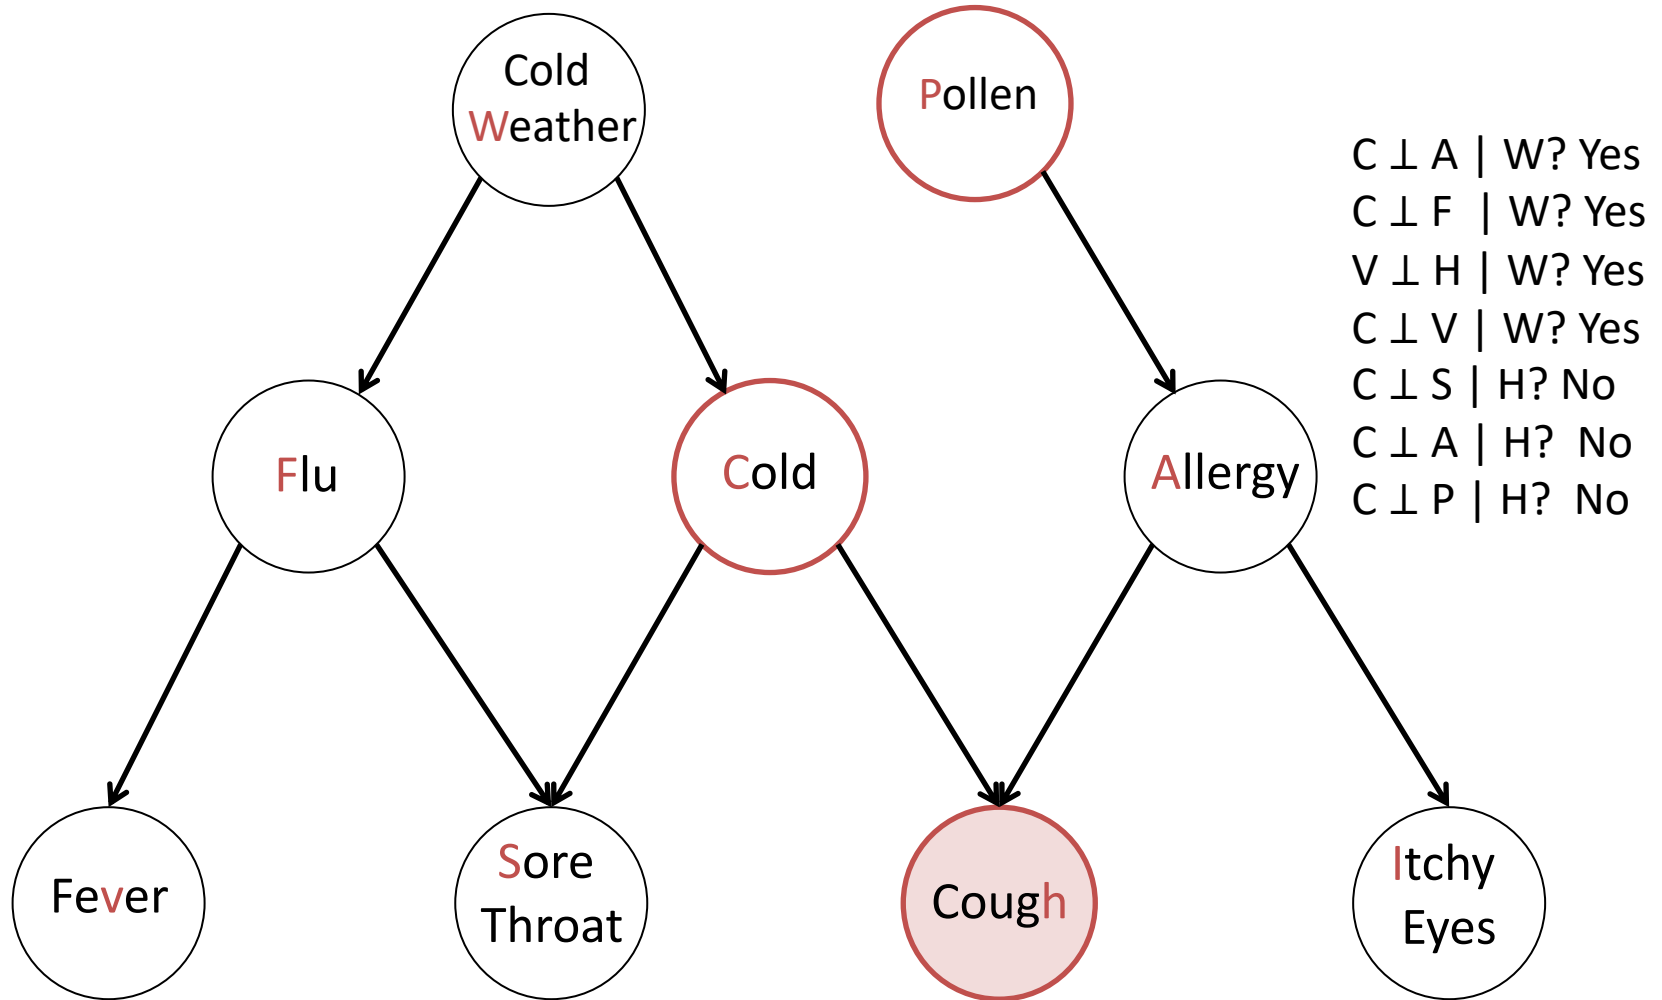 Cold
Weather
Pollen
C ⊥ A | W? Yes
C ⊥ F | W? Yes
V ⊥ H | W? Yes
C ⊥ V | W? Yes
C ⊥ S | H? No
C ⊥ A | H? No
C ⊥ P | H? No
Flu
Cold
Allergy
Fever
Sore
Throat
Cough
Itchy
Eyes